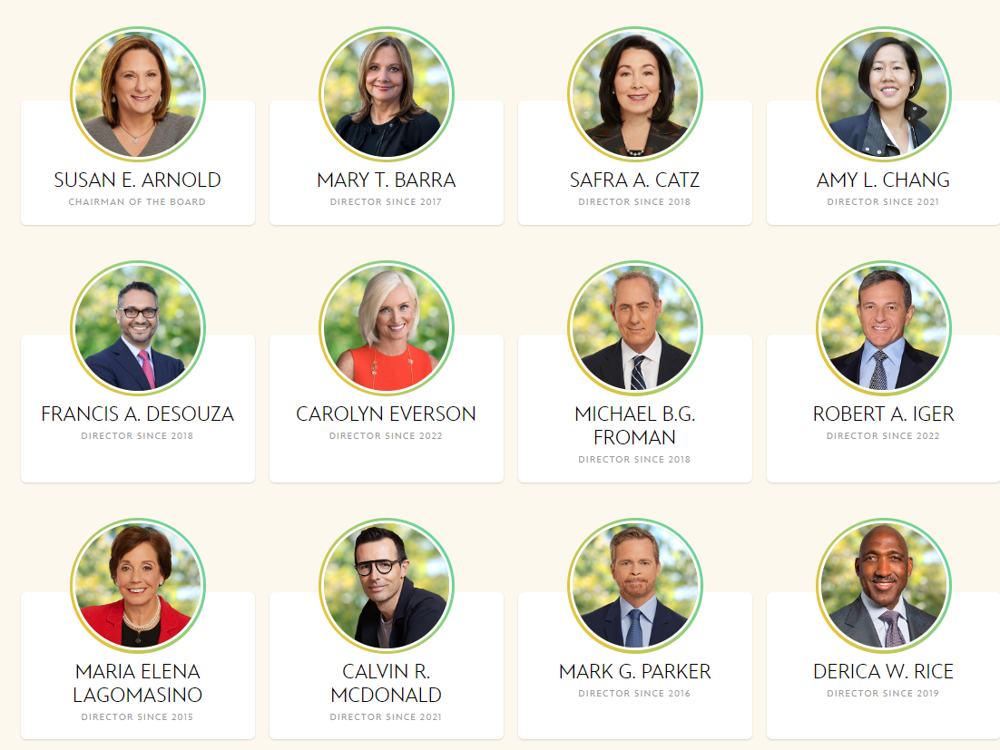 SUSAN E. ARNOLD
CHAIRMAN OF THE BOARD
MARY T. BARRA
DIRECTOR SINCE 2017
SAFRA A. CATZ
DIRECTOR SINCE 2018
AMY L. CHANG
DIRECTOR SINCE 2021
FRANCIS A. DESOUZA
DIRECTOR SINCE 2018
CAROLYN EVERSON
DIRECTOR SINCE 2022
MICHAEL B.G.
FROMAN
DIRECTOR SINCE 2018
ROBERT A. IGER
DIRECTOR SINCE 2022
MARIA ELENA
LAGOMASINO
DIRECTOR SINCE 2015
CALVIN R.
MCDONALD
DIRECTOR SINCE 2021
MARK G. PARKER
DIRECTOR SINCE 2016
DERICA W. RICE
DIRECTOR SINCE 2019